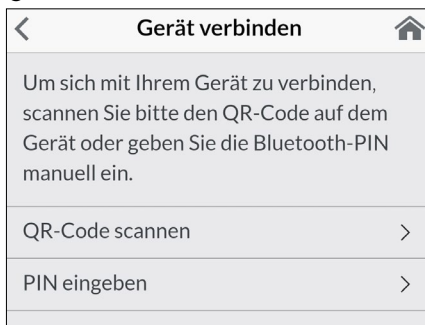 Gerät verbinden
Um sich mit Ihrem Gerät zu verbinden,
scannen Sie bitte den QR-Code auf dem
Gerät oder geben Sie die Bluetooth-PIN
manuell ein.
QR-Code scannen
PIN eingeben